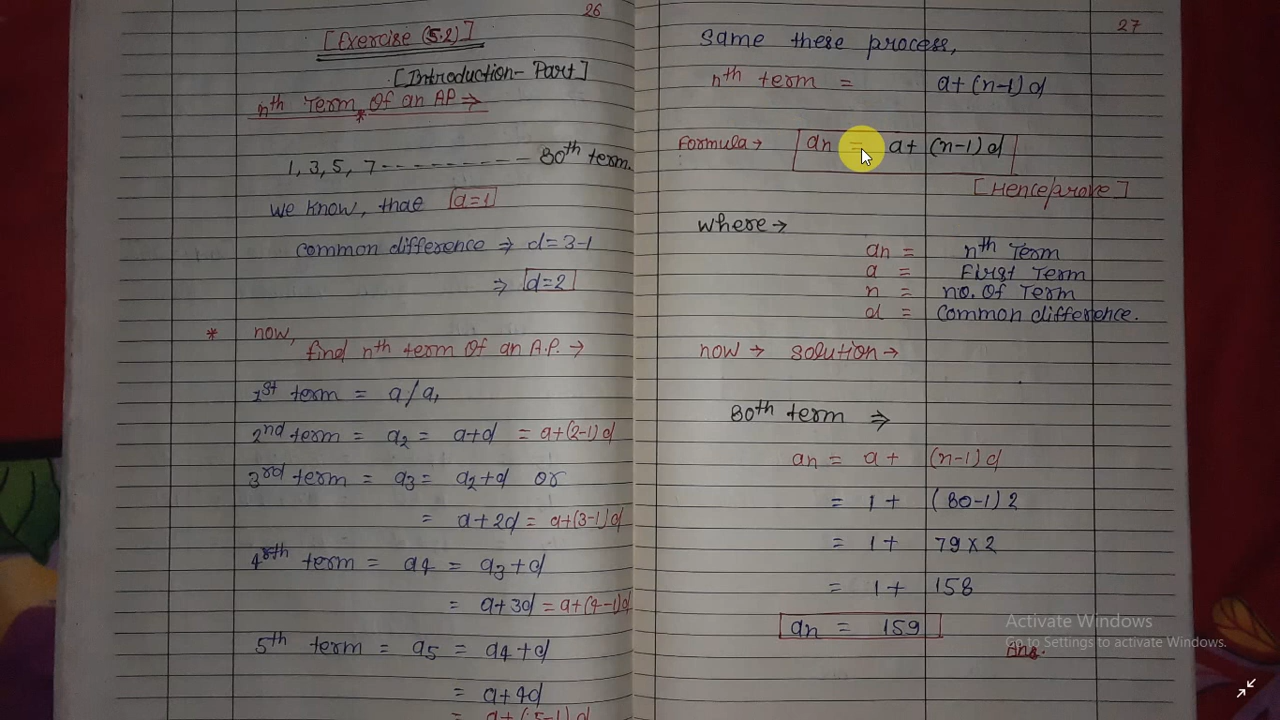 26
[Exercise (5.2)]
[Introduction- Part]
nth Term Of an AP ⇒
*
1, 3, 5, 7 ---------- 80th term.
we know, that a=1
common difference ⇒ d=3-1
⇒ d=2
* now,
find nth term Of an A.P. →
1st term = a/a₁
2nd term = a2 = a+d = a+(2-1)d
3rd term = a3 = a2+d or
= a+2d = a+(3-1)d
term = a4 = a3+d
= a+3d = a+(4-1)d
5th term = a5 = a4+d
= a+4d
= a+(5-1)d
27
Same these process,
nth term = a+(n-1)d
Formula → an = a+ (n-1)d
[Hence/prove]
where →
an = nth Term
a = First Term
n = no. Of Term
d = Common difference.
now → solution →
80th term ⇒
an = a+ (n-1)d
= 1+ (80-1)2
= 1+ 79×2
= 1+ 158
an = 159
Ans.
Activate Windows
Go to Settings to activate Windows.